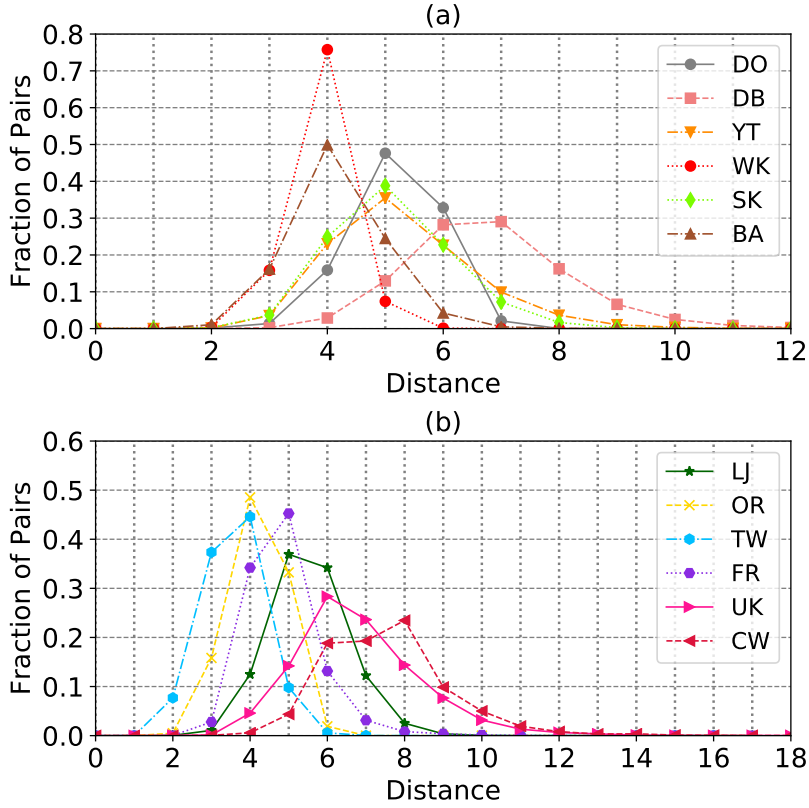 (a)
Fraction of Pairs
0.8
0.7
0.6
0.5
0.4
0.3
0.2
0.1
0.0
DO
DB
YT
WK
SK
BA
0 2 4 6 8 10 12
Distance
(b)
Fraction of Pairs
0.6
0.5
0.4
0.3
0.2
0.1
0.0
LJ
OR
TW
FR
UK
CW
0 2 4 6 8 10 12 14 16 18
Distance